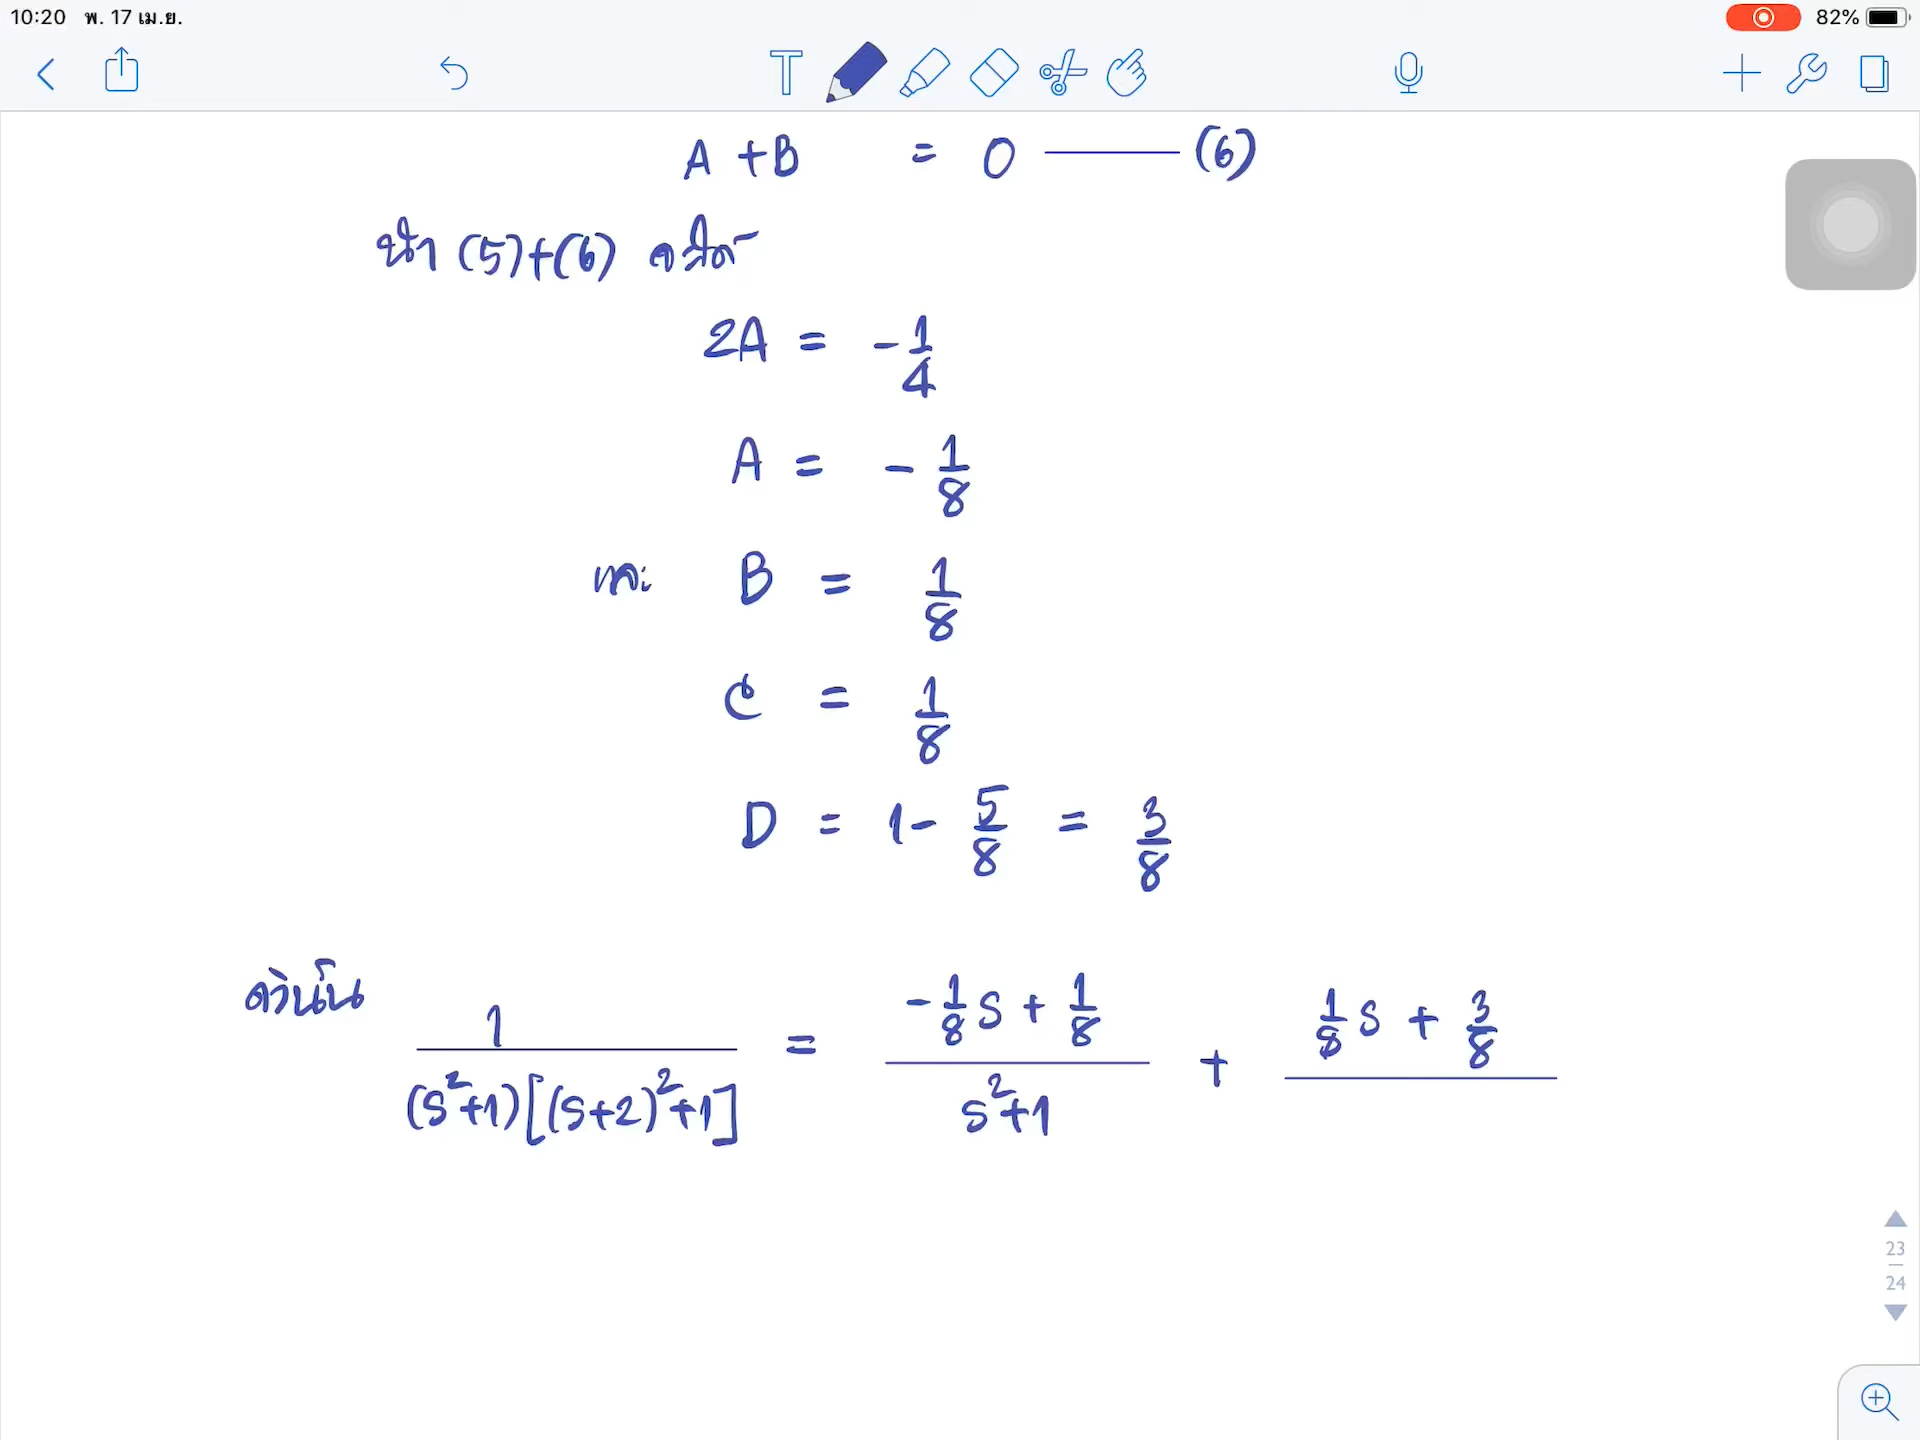 10:20 พ. 17 เม.ย. 82%
T
A + B = 0 —— (6)
นำ (5)+(6) จะได้
2A = -1/4
A = - 1/8
และ B = 1/8
C = 1/8
D = 1 - 5/8 = 3/8
ดังนั้น 1/((s²+1)[(s+2)²+1]) = (-1/8 s + 1/8)/(s²+1) + (1/8 s + 3/8)/
23
24